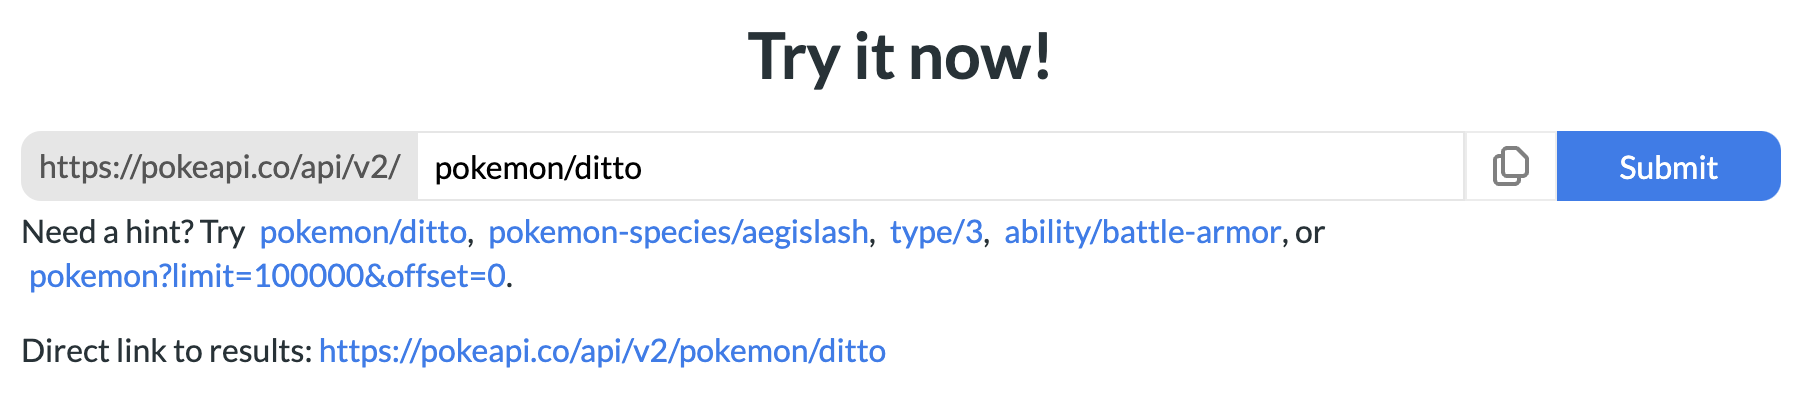 Try it now!
https://pokeapi.co/api/v2/ pokemon/ditto Submit
Need a hint? Try pokemon/ditto, pokemon-species/aegislash, type/3, ability/battle-armor, or
pokemon?limit=100000&offset=0.
Direct link to results: https://pokeapi.co/api/v2/pokemon/ditto